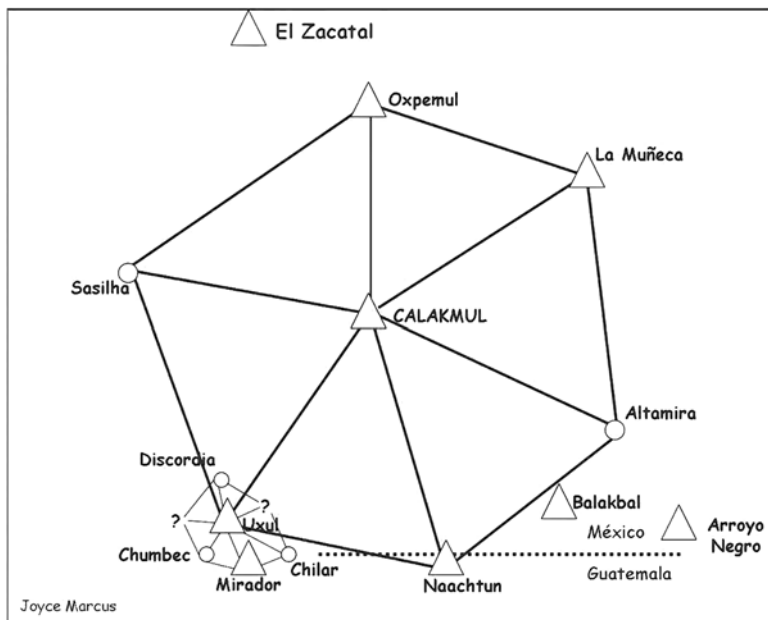 El Zacatal
Oxpemul
La Muñeca
Sasilha
CALAKMUL
Altamira
Discordia
?
Balakbal
?
Uxul
México
Arroyo
Negro
Chumbec
Chilar
Mirador
Naachtun
Guatemala
Joyce Marcus